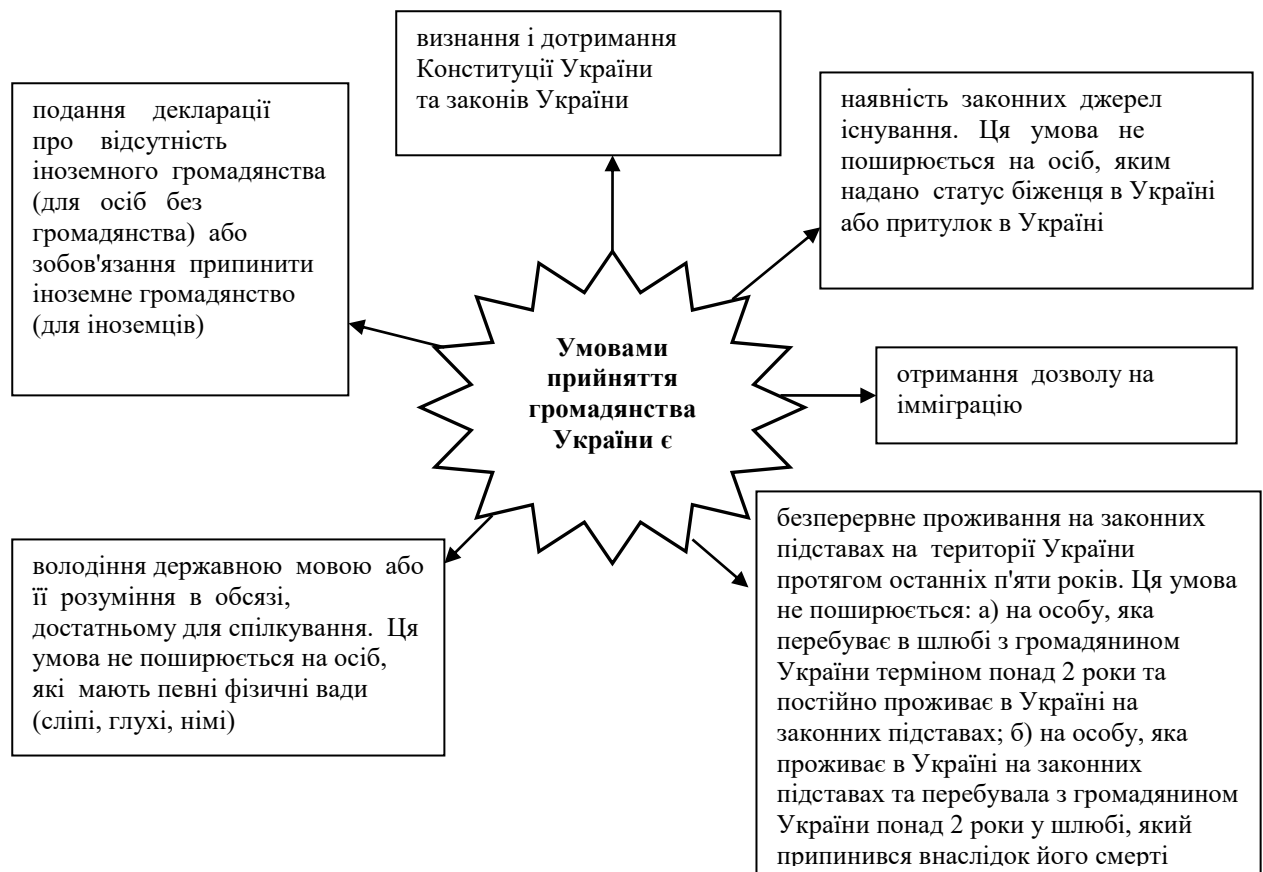 визнання і дотримання
Конституції України
та законів України
подання декларації
про відсутність
іноземного громадянства
(для осіб без
громадянства) або
зобов'язання припинити
іноземне громадянство
(для іноземців)
наявність законних джерел
існування. Ця умова не
поширюється на осіб, яким
надано статус біженця в Україні
або притулок в Україні
Умовами
прийняття
громадянства
України є
отримання дозволу на
імміграцію
володіння державною мовою або
її розуміння в обсязі,
достатньому для спілкування. Ця
умова не поширюється на осіб,
які мають певні фізичні вади
(сліпі, глухі, німі)
безперервне проживання на законних
підставах на території України
протягом останніх п'яти років. Ця умова
не поширюється: а) на особу, яка
перебуває в шлюбі з громадянином
України терміном понад 2 роки та
постійно проживає в Україні на
законних підставах; б) на особу, яка
проживає в Україні на законних
підставах та перебувала з громадянином
України понад 2 роки у шлюбі, який
припинився внаслідок його смерті